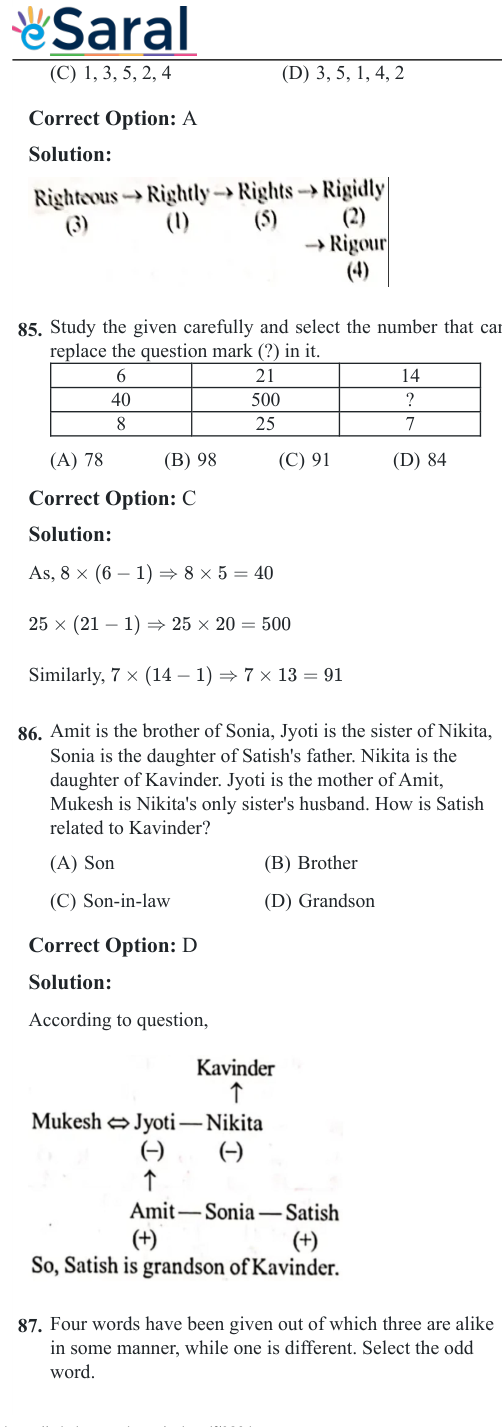 eSaral
(C) 1, 3, 5, 2, 4 (D) 3, 5, 1, 4, 2
Correct Option: A
Solution:
Righteous → Rightly → Rights → Rigidly
(3) (1) (5) (2)
→ Rigour
(4)
85. Study the given carefully and select the number that can
replace the question mark (?) in it.
6 21 14
40 500 ?
8 25 7
(A) 78 (B) 98 (C) 91 (D) 84
Correct Option: C
Solution:
As, 8 × (6 − 1) ⇒ 8 × 5 = 40
25 × (21 − 1) ⇒ 25 × 20 = 500
Similarly, 7 × (14 − 1) ⇒ 7 × 13 = 91
86. Amit is the brother of Sonia, Jyoti is the sister of Nikita,
Sonia is the daughter of Satish's father. Nikita is the
daughter of Kavinder. Jyoti is the mother of Amit,
Mukesh is Nikita's only sister's husband. How is Satish
related to Kavinder?
(A) Son (B) Brother
(C) Son-in-law (D) Grandson
Correct Option: D
Solution:
According to question,
Kavinder
↑
Mukesh ⇔ Jyoti — Nikita
(−) (−)
↑
Amit — Sonia — Satish
(+) (+)
So, Satish is grandson of Kavinder.
87. Four words have been given out of which three are alike
in some manner, while one is different. Select the odd
word.